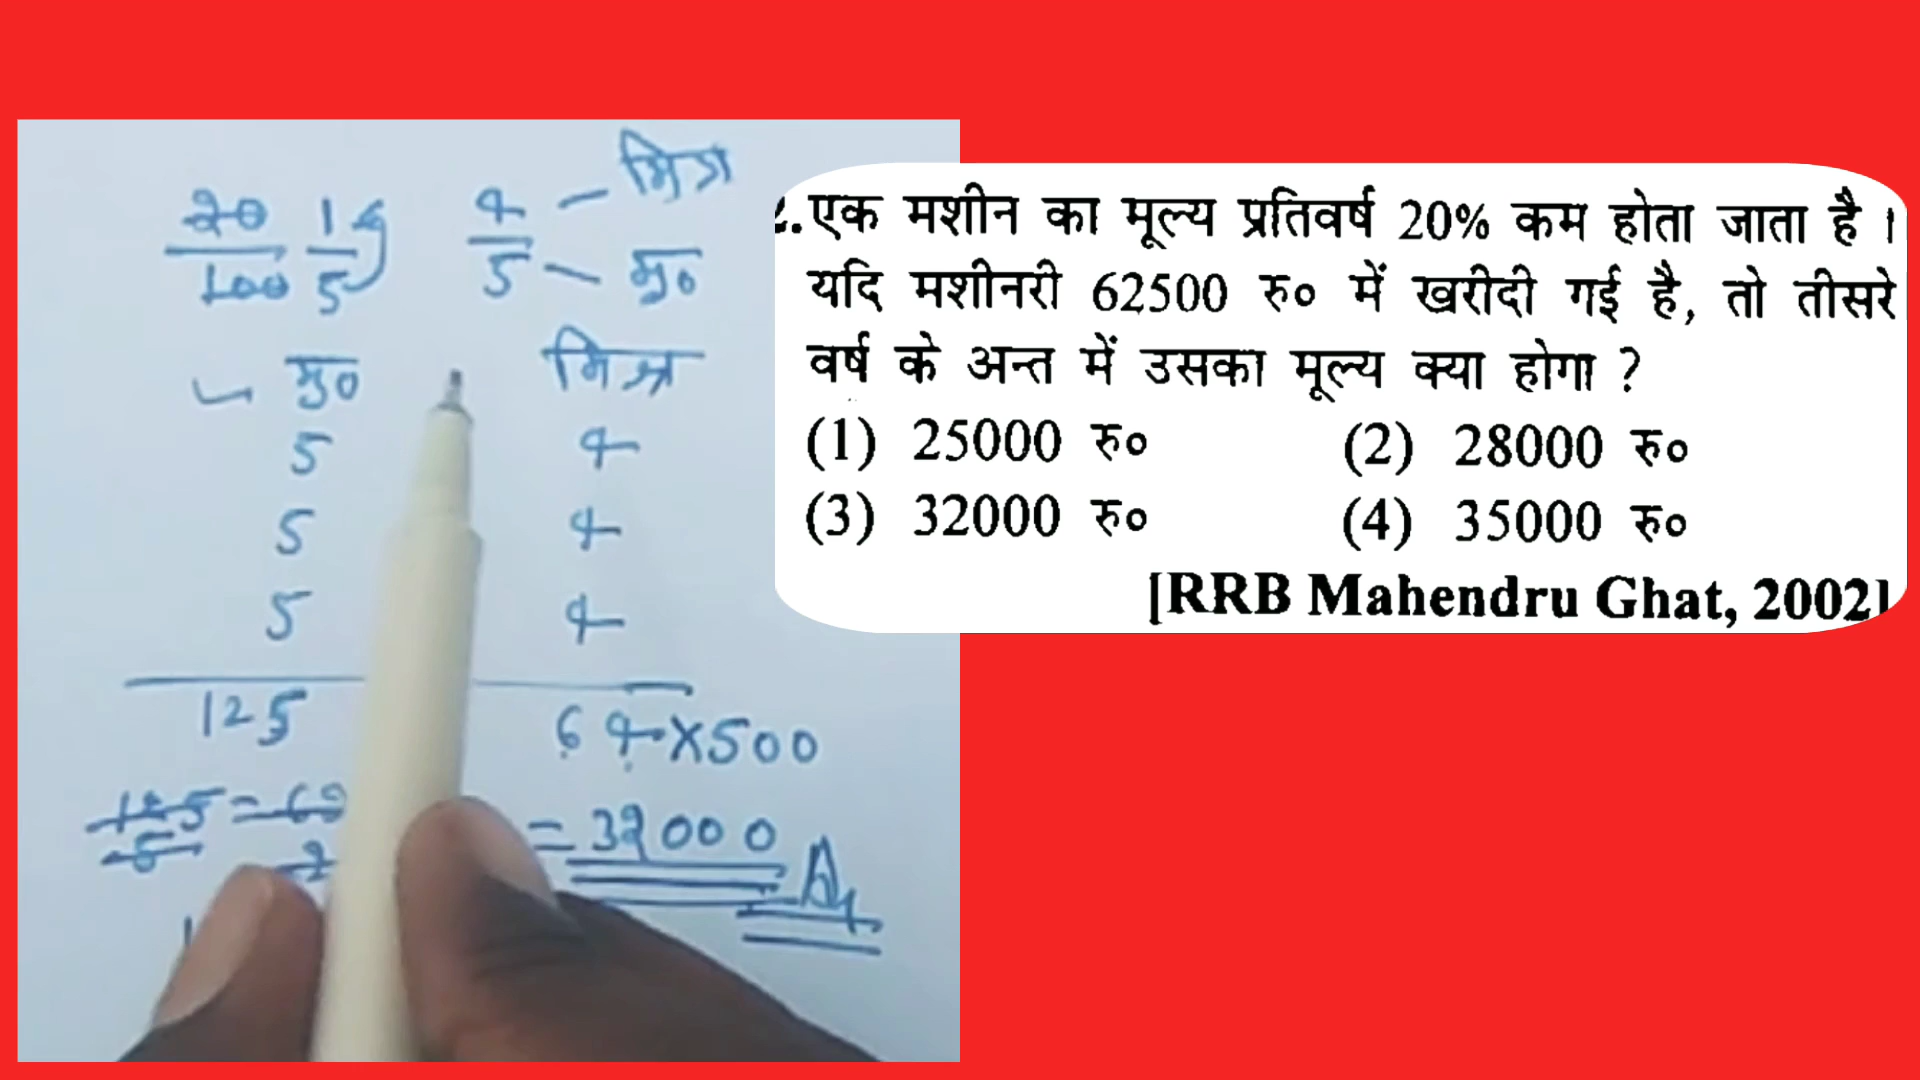 20 1 4 4 — मिश्र
100 5 5 — मू०
मू० मिश्र
5 4
5 4
5 4
125 64×500
= 32000
2. एक मशीन का मूल्य प्रतिवर्ष 20% कम होता जाता है ।
यदि मशीनरी 62500 रु० में खरीदी गई है, तो तीसरे
वर्ष के अन्त में उसका मूल्य क्या होगा ?
(1) 25000 रु० (2) 28000 रु०
(3) 32000 रु० (4) 35000 रु०
[RRB Mahendru Ghat, 2002]